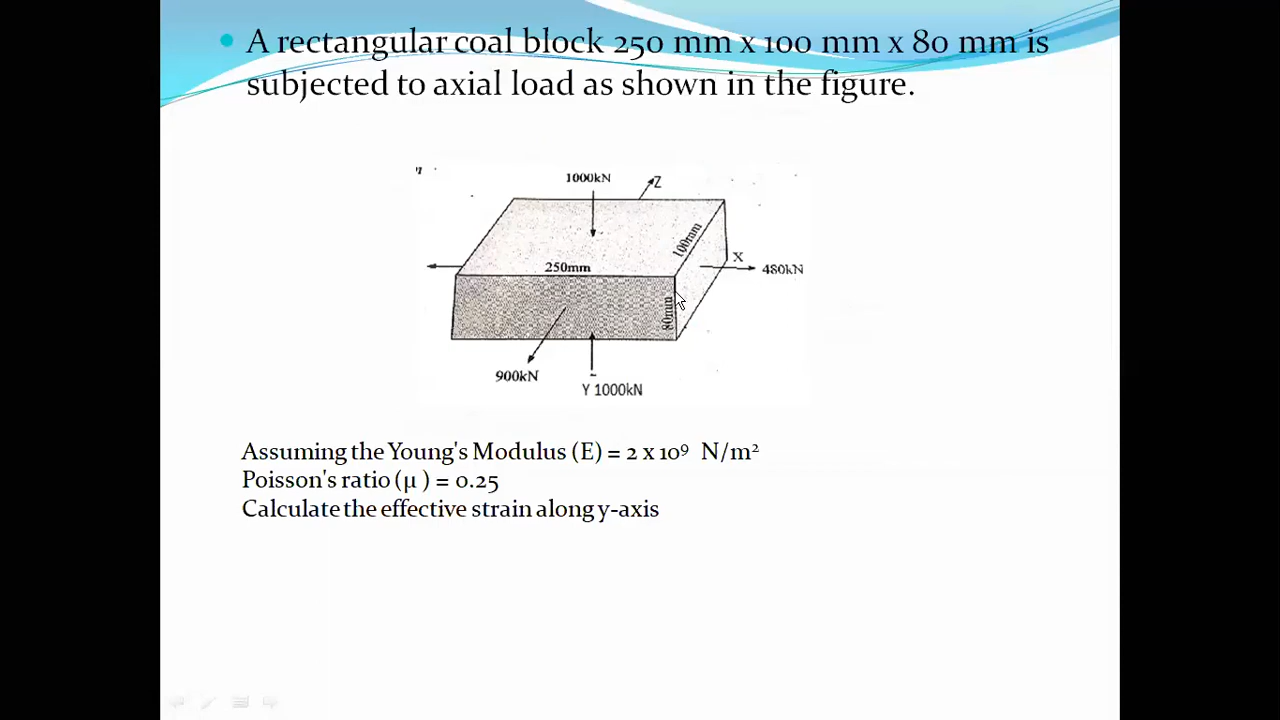 A rectangular coal block 250 mm x 100 mm x 80 mm is
subjected to axial load as shown in the figure.
1000kN
Z
100mm
X
250mm
480kN
80mm
900kN
Y 1000kN
Assuming the Young's Modulus (E) = 2 x 10⁹ N/m²
Poisson's ratio (μ ) = 0.25
Calculate the effective strain along y-axis